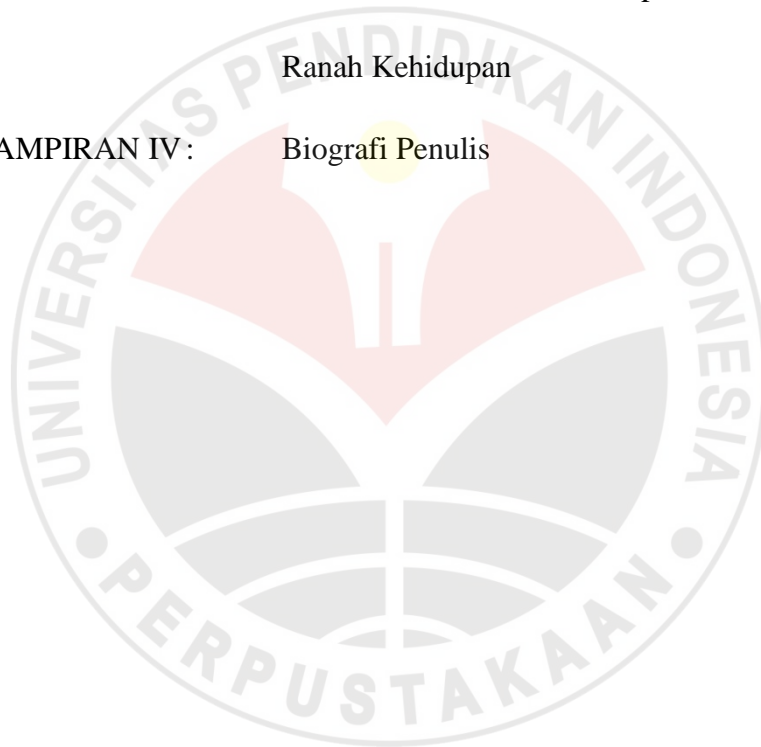 Ranah Kehidupan
AMPIRAN IV : Biografi Penulis
UNIVERSITAS PENDIDIKAN INDONESIA
PERPUSTAKAAN